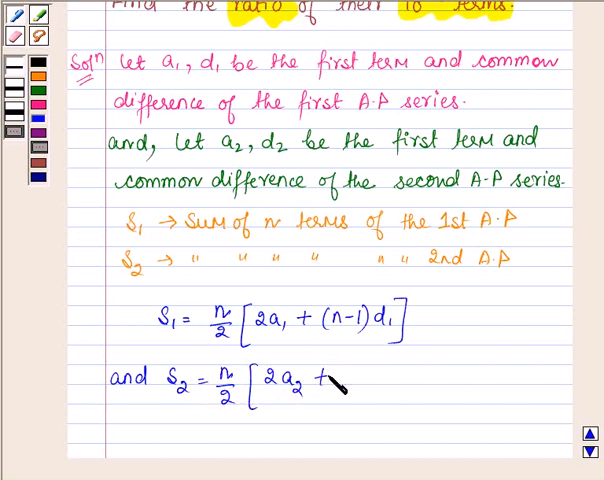 Find the ratio of their 10 terms.
Solⁿ Let a₁, d₁ be the first term and common
difference of the first A.P series.
and, Let a₂, d₂ be the first term and
common difference of the second A-P series.
S₁ → Sum of n terms of the 1st A.P
S₂ → " " " " " " 2nd A.P
S₁ = n/2 [2a₁ + (n-1)d₁]
and S₂ = n/2 [2a₂ +